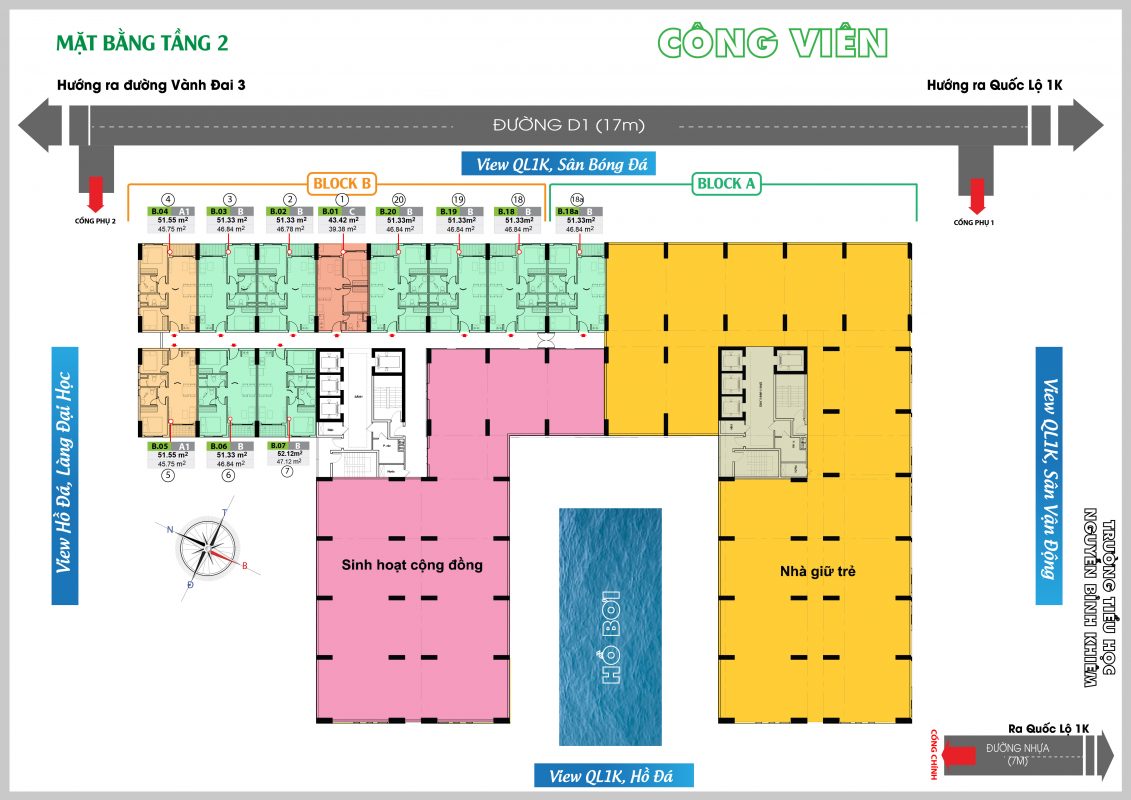 MẶT BẰNG TẦNG 2
CÔNG VIÊN
Hướng ra đường Vành Đai 3
Hướng ra Quốc Lộ 1K
ĐƯỜNG D1 (17m)
View QL1K, Sân Bóng Đá
CỔNG PHỤ 2
CỔNG PHỤ 1
BLOCK B
BLOCK A
4
B.04 A1
51.55 m²
45.75 m²
3
B.03 B
51.33 m²
46.84 m²
2
B.02 B
51.33 m²
46.78 m²
1
B.01 C
43.42 m²
39.38 m²
20
B.20 B
51.33m²
46.84 m²
19
B.19 B
51.33m²
46.84 m²
18
B.18 B
51.33m²
46.84 m²
18a
B.18a B
51.33m²
46.84 m²
B.05 A1
51.55 m²
45.75 m²
5
B.06 B
51.33 m²
46.84 m²
6
B.07 B
52.12m²
47.12 m²
7
SẢNH
View Hồ Đá, Làng Đại Học
View QL1K, Sân Vận Động
TRƯỜNG TIỂU HỌC
NGUYỄN BỈNH KHIÊM
T
N
B
Đ
Sinh hoạt cộng đồng
Nhà giữ trẻ
HỒ BƠI
View QL1K, Hồ Đá
Ra Quốc Lộ 1K
CỔNG CHÍNH
ĐƯỜNG NHỰA
(7M)